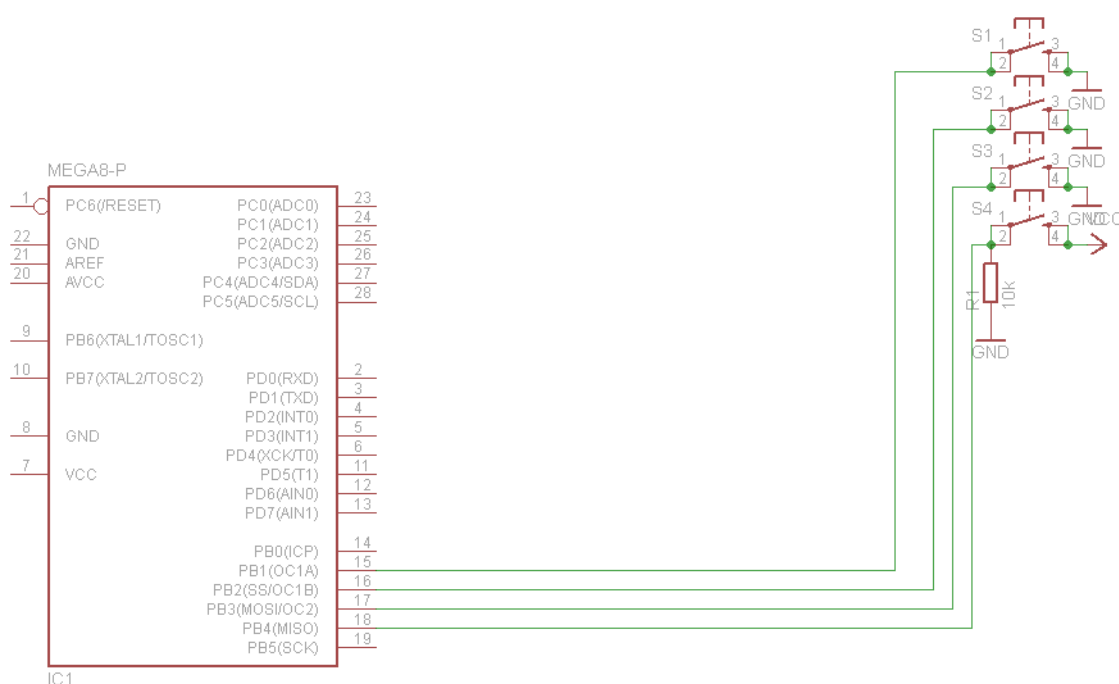 MEGA8-P
1 PC6(/RESET) PC0(ADC0) 23
PC1(ADC1) 24
22 GND PC2(ADC2) 25
21 AREF PC3(ADC3) 26
20 AVCC PC4(ADC4/SDA) 27
PC5(ADC5/SCL) 28
9 PB6(XTAL1/TOSC1)
10 PB7(XTAL2/TOSC2) PD0(RXD) 2
PD1(TXD) 3
PD2(INT0) 4
8 GND PD3(INT1) 5
PD4(XCK/T0) 6
7 VCC PD5(T1) 11
PD6(AIN0) 12
PD7(AIN1) 13
PB0(ICP) 14
PB1(OC1A) 15
PB2(SS/OC1B) 16
PB3(MOSI/OC2) 17
PB4(MISO) 18
PB5(SCK) 19
IC1
S1 1 3
2 4
GND
S2 1 3
2 4
GND
S3 1 3
2 4
GND
VCC
S4 1 3
2 4
R1
10k
GND